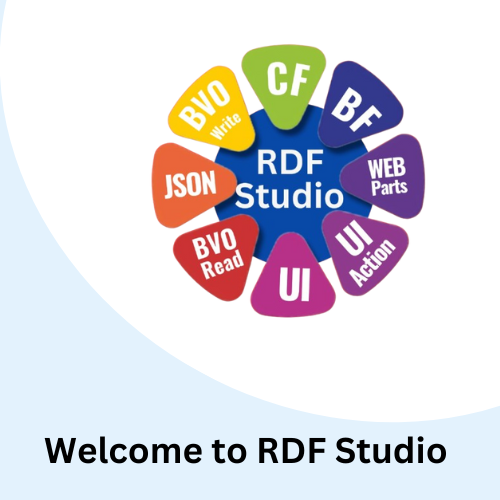 CF
BF
WEB
Parts
UI
Action
UI
BVO
Read
JSON
BVO
Write
RDF
Studio
Welcome to RDF Studio